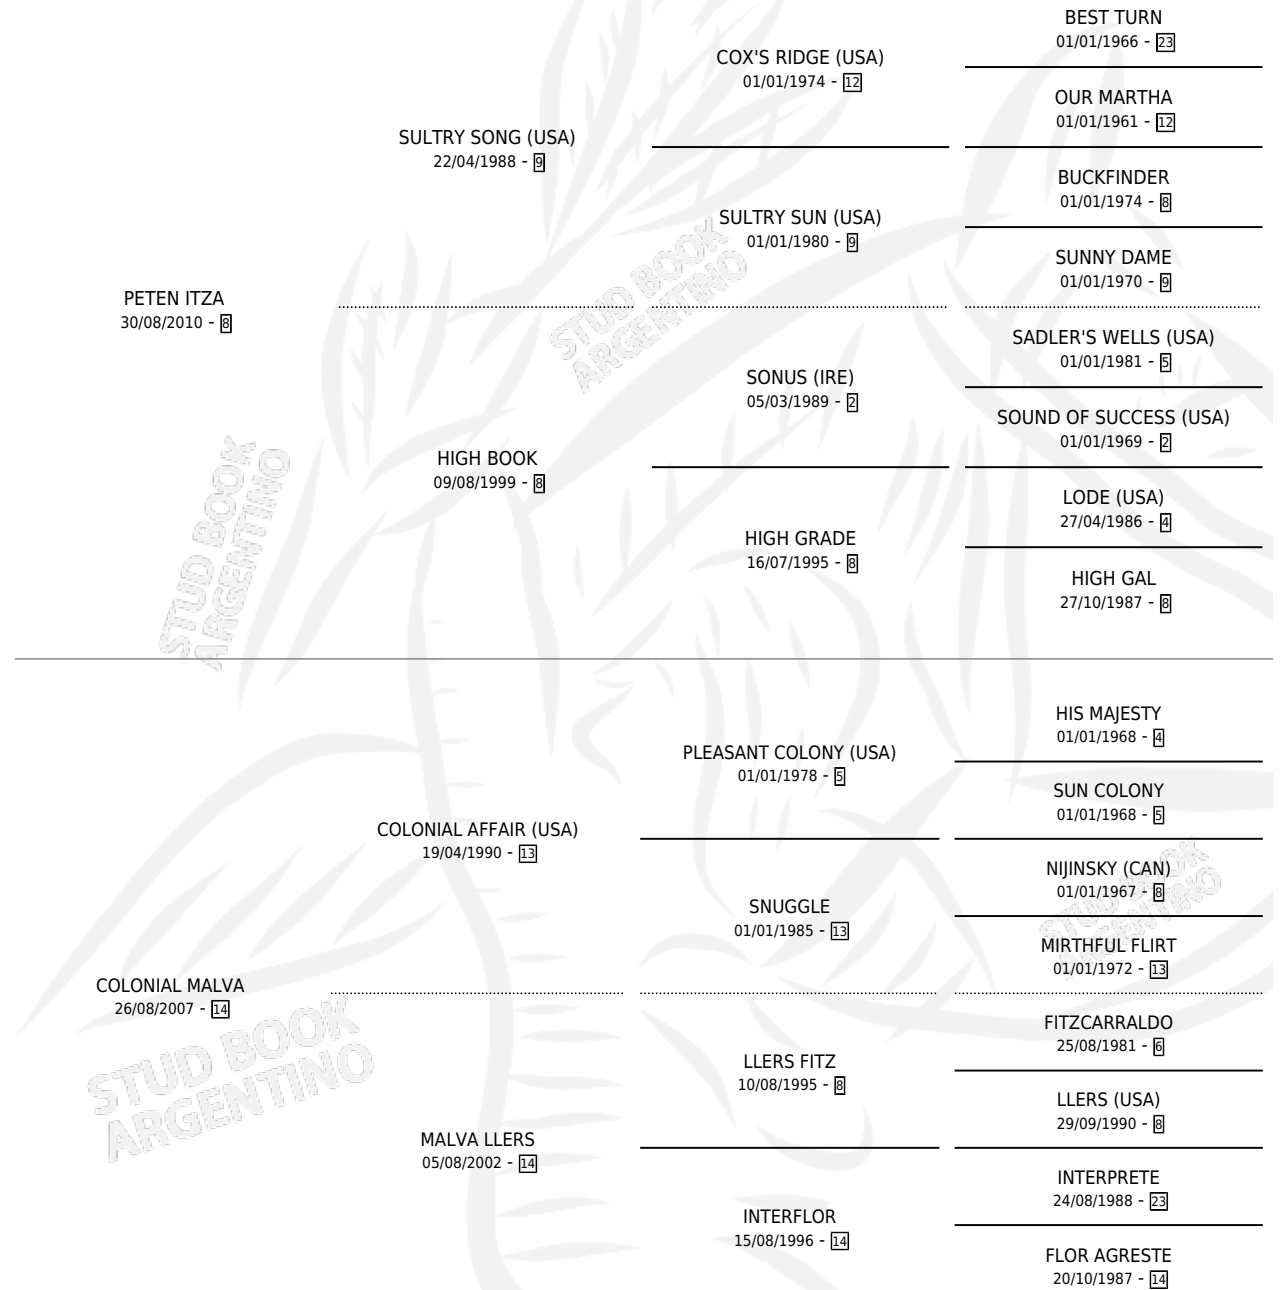 BEST TURN
01/01/1966 - 23
COX'S RIDGE (USA)
01/01/1974 - 12
OUR MARTHA
01/01/1961 - 12
SULTRY SONG (USA)
22/04/1988 - 9
BUCKFINDER
01/01/1974 - 8
SULTRY SUN (USA)
01/01/1980 - 9
SUNNY DAME
01/01/1970 - 9
PETEN ITZA
30/08/2010 - 8
SADLER'S WELLS (USA)
01/01/1981 - 5
SONUS (IRE)
05/03/1989 - 2
SOUND OF SUCCESS (USA)
01/01/1969 - 2
HIGH BOOK
09/08/1999 - 8
LODE (USA)
27/04/1986 - 4
HIGH GRADE
16/07/1995 - 8
HIGH GAL
27/10/1987 - 8
HIS MAJESTY
01/01/1968 - 4
PLEASANT COLONY (USA)
01/01/1978 - 5
SUN COLONY
01/01/1968 - 5
COLONIAL AFFAIR (USA)
19/04/1990 - 13
NIJINSKY (CAN)
01/01/1967 - 8
SNUGGLE
01/01/1985 - 13
MIRTHFUL FLIRT
01/01/1972 - 13
COLONIAL MALVA
26/08/2007 - 14
FITZCARRALDO
25/08/1981 - 6
LLERS FITZ
10/08/1995 - 8
LLERS (USA)
29/09/1990 - 8
MALVA LLERS
05/08/2002 - 14
INTERPRETE
24/08/1988 - 23
INTERFLOR
15/08/1996 - 14
FLOR AGRESTE
20/10/1987 - 14
STUD BOOK
ARGENTINO
STUD BOOK
ARGENTINO
STUD BOOK
ARGENTINO
STUD BOOK
ARGENTINO